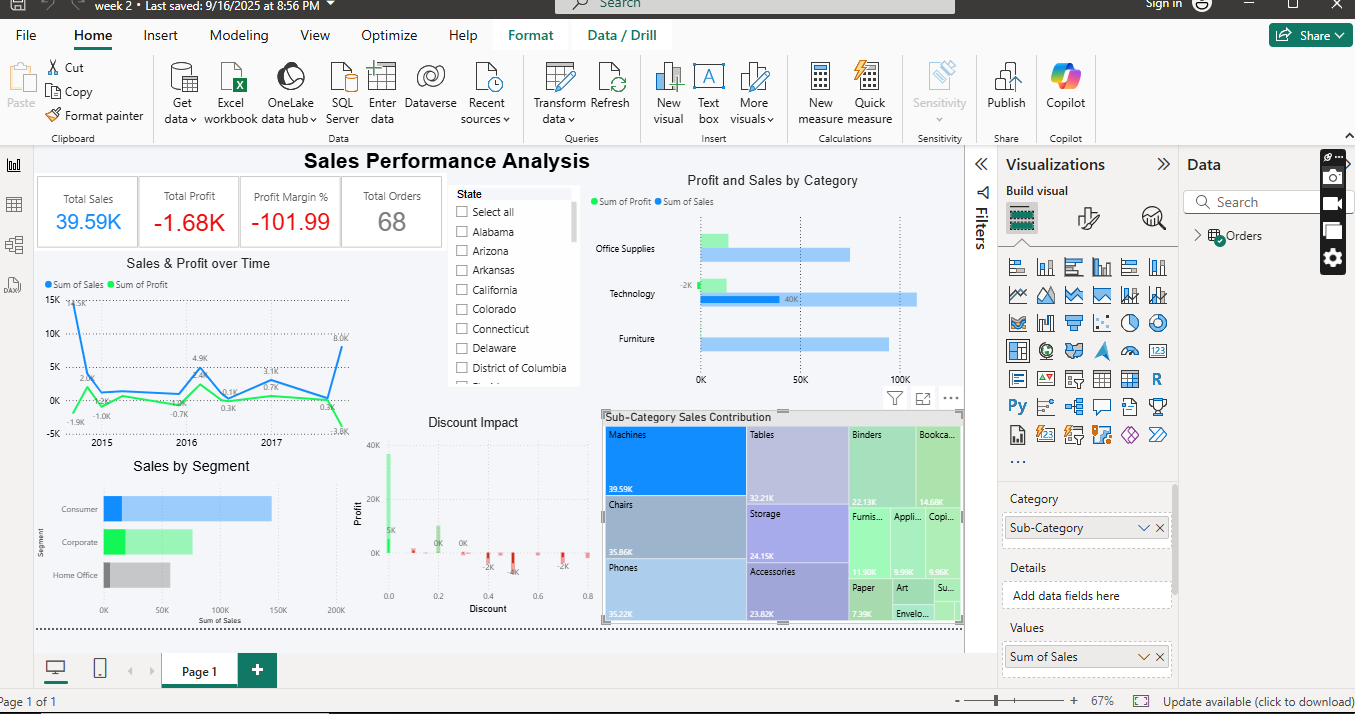 week 2 • Last saved: 9/16/2025 at 8:56 PM
Search
Sign in
File Home Insert Modeling View Optimize Help Format Data / Drill
Share
Paste
Cut
Copy
Format painter
Get data
Excel workbook
OneLake data hub
SQL Server
Enter data
Dataverse
Recent sources
Transform data
Refresh
New visual
Text box
More visuals
New measure
Quick measure
Sensitivity
Publish
Copilot
Clipboard
Data
Queries
Insert
Calculations
Sensitivity
Share
Copilot
Sales Performance Analysis
Total Sales
39.59K
Total Profit
-1.68K
Profit Margin %
-101.99
Total Orders
68
State
Select all
Alabama
Arizona
Arkansas
California
Colorado
Connecticut
Delaware
District of Columbia
Profit and Sales by Category
Sum of Profit Sum of Sales
Office Supplies
Technology
-2K
40K
Furniture
0K 50K 100K
Sales & Profit over Time
Sum of Sales Sum of Profit
15K
10K
5K
0K
-5K
14.5K
2.0K
-1.9K
-1.0K
4.9K
2.4K
-0.7K
0.1K
0.3K
3.1K
0.7K
0.3K
8.0K
-3.8K
2015 2016 2017
Sales by Segment
Segment
Consumer
Corporate
Home Office
0K 50K 100K 150K 200K
Sum of Sales
Discount Impact
Profit
40K
20K
0K
5K
0K
0K
-2K
-4K
-2K
0.0 0.2 0.4 0.6 0.8
Discount
Sub-Category Sales Contribution
Machines
39.59K
Chairs
35.86K
Phones
35.22K
Tables
32.21K
Storage
24.15K
Accessories
23.82K
Binders
22.13K
Bookca...
14.68K
Furnis...
11.90K
Appli...
9.99K
Copi...
9.96K
Paper
7.39K
Art
Envelo...
Su...
Filters
Visualizations
Build visual
Category
Sub-Category
Details
Add data fields here
Values
Sum of Sales
Data
Search
Orders
R
Py
123
DAX
Page 1
Page 1 of 1
67%
Update available (click to download)